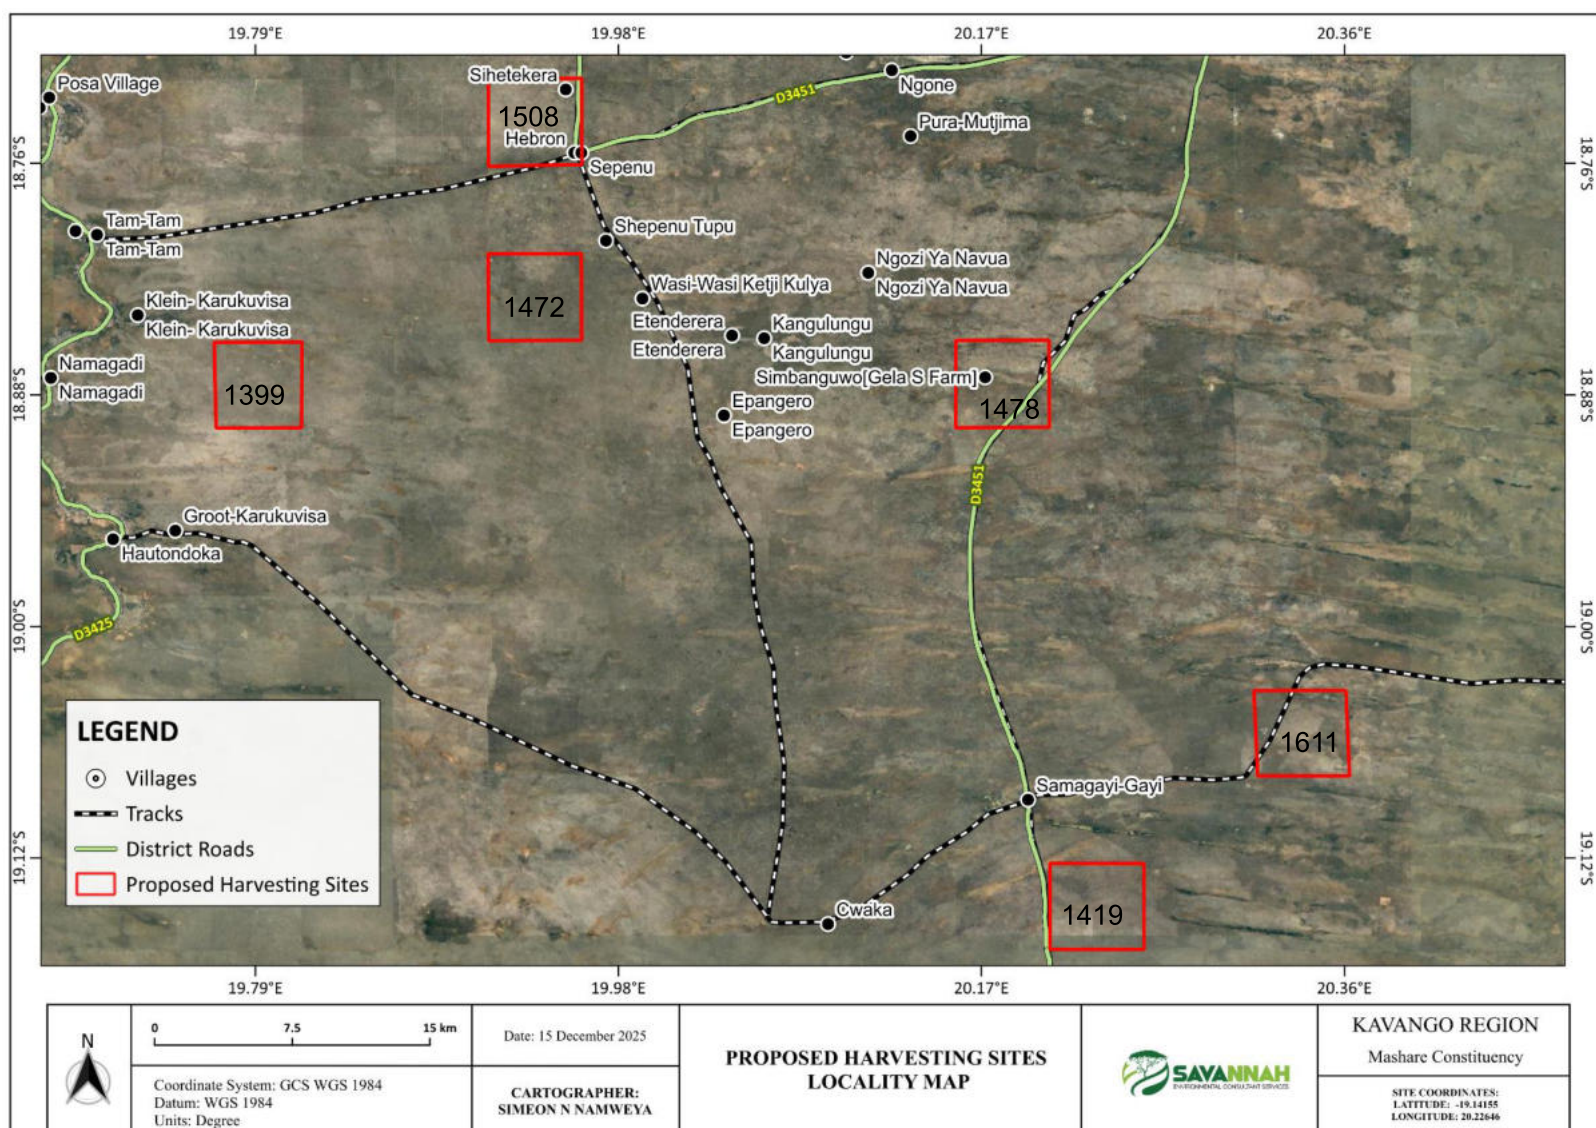 19.79°E
19.98°E
20.17°E
20.36°E
Posa Village
Sihetekera
1508
Hebron
Sepenu
D3451
Ngone
Pura-Mutjima
18.76°S
18.76°S
Tam-Tam
Tam-Tam
Shepenu Tupu
Ngozi Ya Navua
Ngozi Ya Navua
Klein- Karukuvisa
Klein- Karukuvisa
1472
Wasi-Wasi Ketji Kulya
Etenderera
Etenderera
Kangulungu
Kangulungu
Namagadi
Namagadi
1399
Simbanguwo[Gela S Farm]
1478
18.88°S
18.88°S
Epangero
Epangero
D3451
Groot-Karukuvisa
Hautondoka
D3425
19.00°S
19.00°S
1611
Samagayi-Gayi
19.12°S
19.12°S
Cwaka
1419
LEGEND
Villages
Tracks
District Roads
Proposed Harvesting Sites
19.79°E
19.98°E
20.17°E
20.36°E
N
0 7.5 15 km
Coordinate System: GCS WGS 1984
Datum: WGS 1984
Units: Degree
Date: 15 December 2025
CARTOGRAPHER:
SIMEON N NAMWEYA
PROPOSED HARVESTING SITES
LOCALITY MAP
SAVANNAH
ENVIRONMENTAL CONSULTANT SERVICES
KAVANGO REGION
Mashare Constituency
SITE COORDINATES:
LATITUDE: -19.14155
LONGITUDE: 20.22646